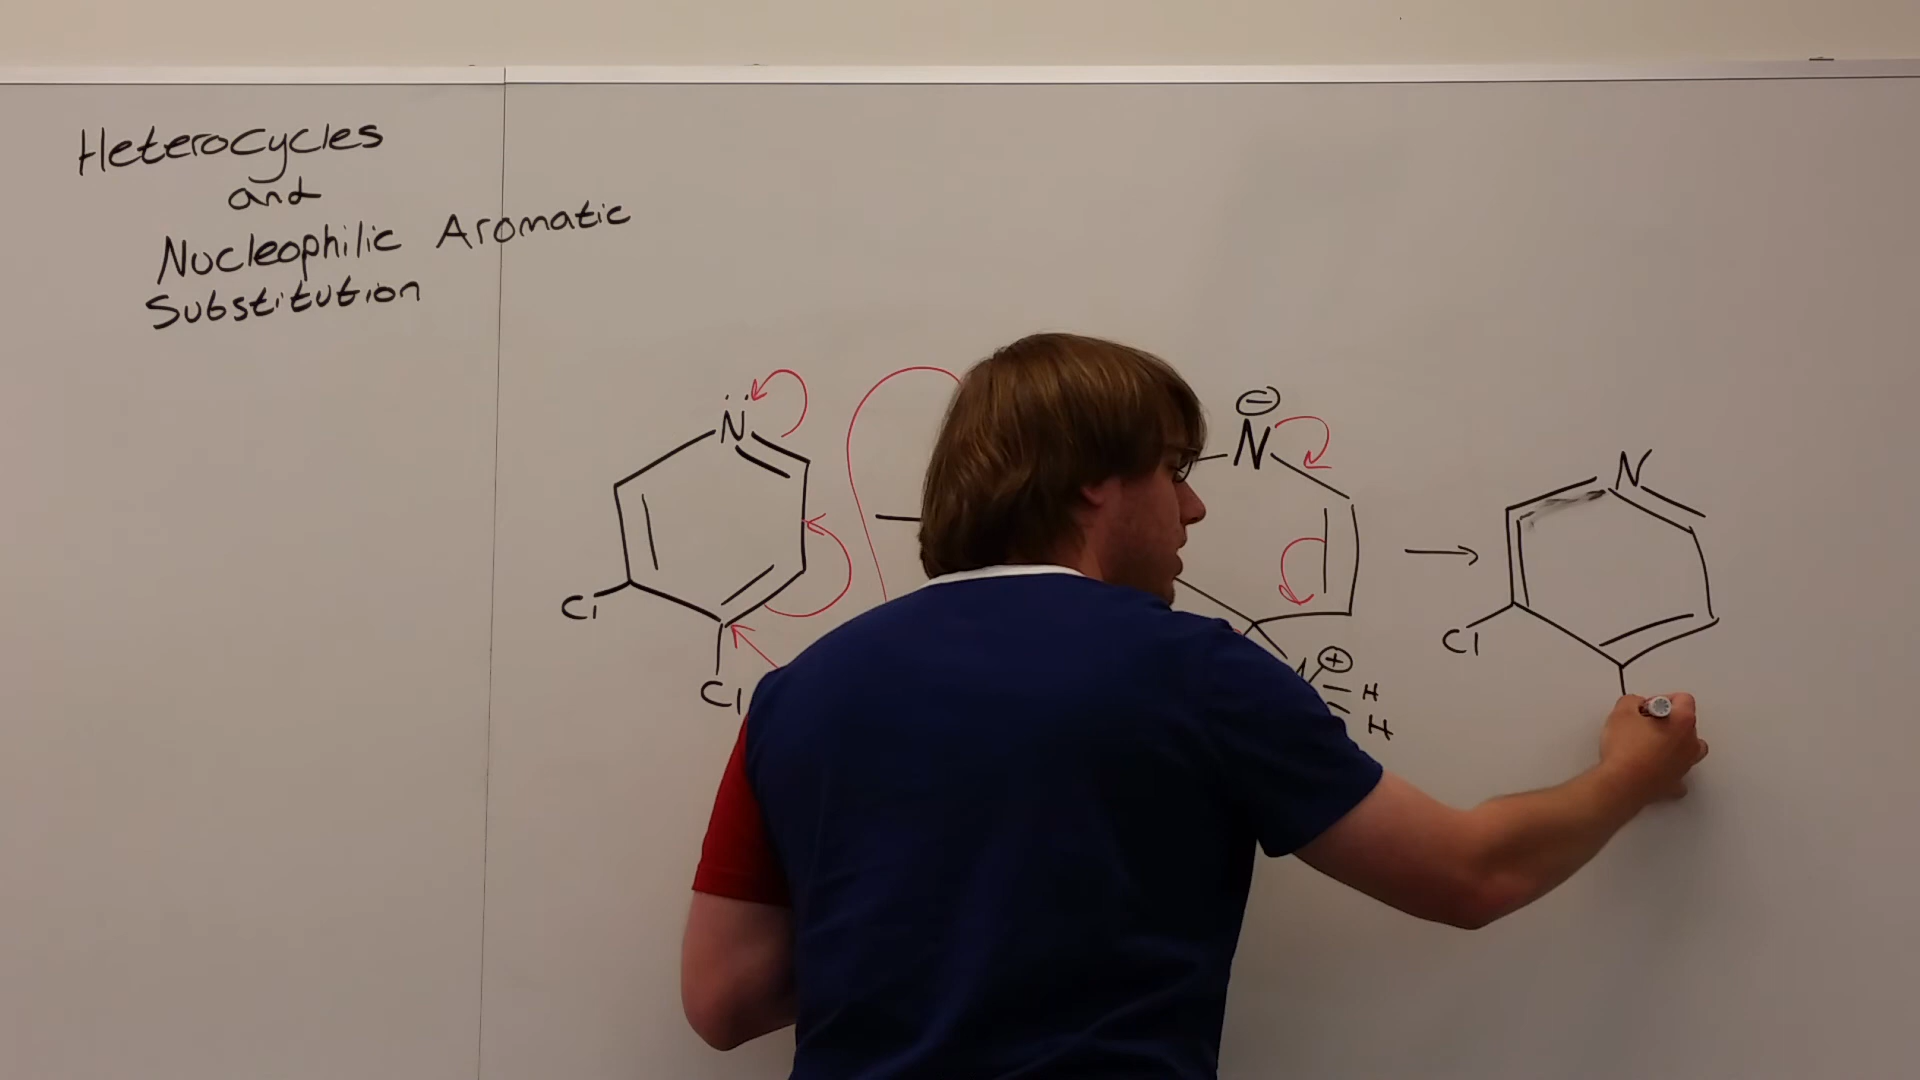 Heterocycles
and
Nucleophilic Aromatic
Substitution
N
Cl
Cl
⊖
N
⊕
H
H
N
Cl